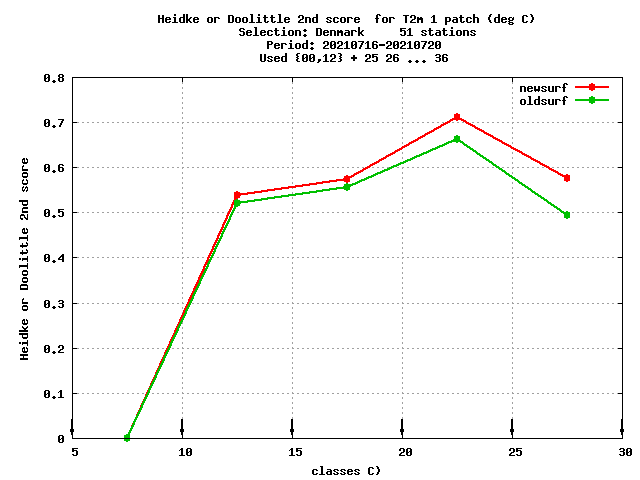 Heidke or Doolittle 2nd score  for T2m 1 patch (deg C)
Selection: Denmark     51 stations
Period: 20210716-20210720
Used {00,12} + 25 26 ... 36
newsurf
oldsurf
Heidke or Doolittle 2nd score
0.8
0.7
0.6
0.5
0.4
0.3
0.2
0.1
0
5 10 15 20 25 30
classes C)